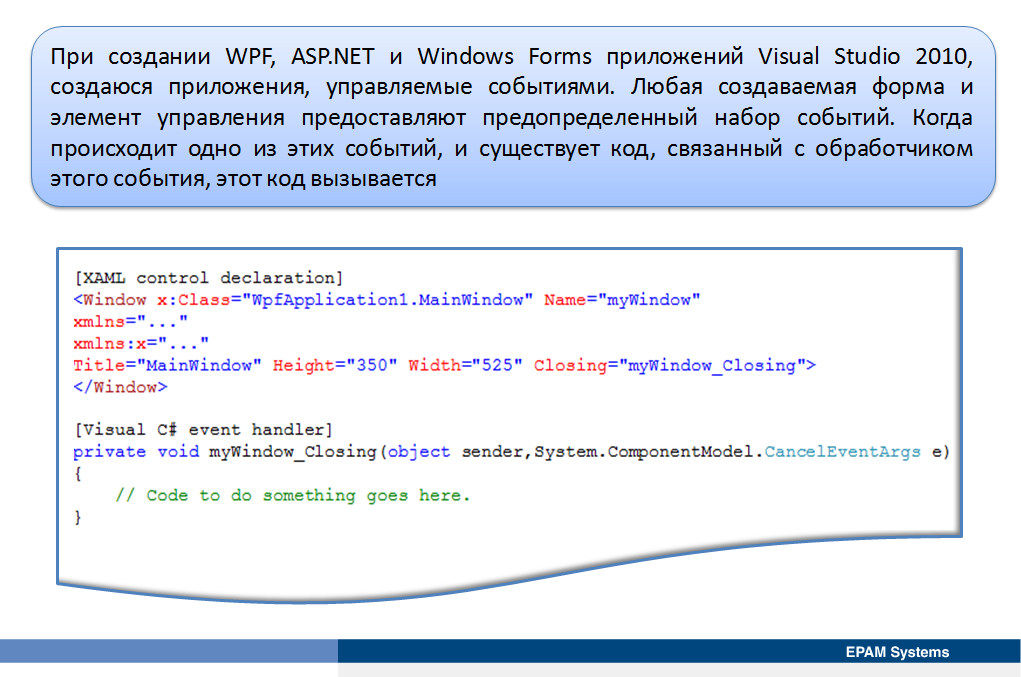 При создании WPF, ASP.NET и Windows Forms приложений Visual Studio 2010,
создаюся приложения, управляемые событиями. Любая создаваемая форма и
элемент управления предоставляют предопределенный набор событий. Когда
происходит одно из этих событий, и существует код, связанный с обработчиком
этого события, этот код вызывается
[XAML control declaration]
<Window x:Class="WpfApplication1.MainWindow" Name="myWindow"
xmlns="..."
xmlns:x="..."
Title="MainWindow" Height="350" Width="525" Closing="myWindow_Closing">
</Window>
[Visual C# event handler]
private void myWindow_Closing(object sender,System.ComponentModel.CancelEventArgs e)
{
// Code to do something goes here.
}
EPAM Systems